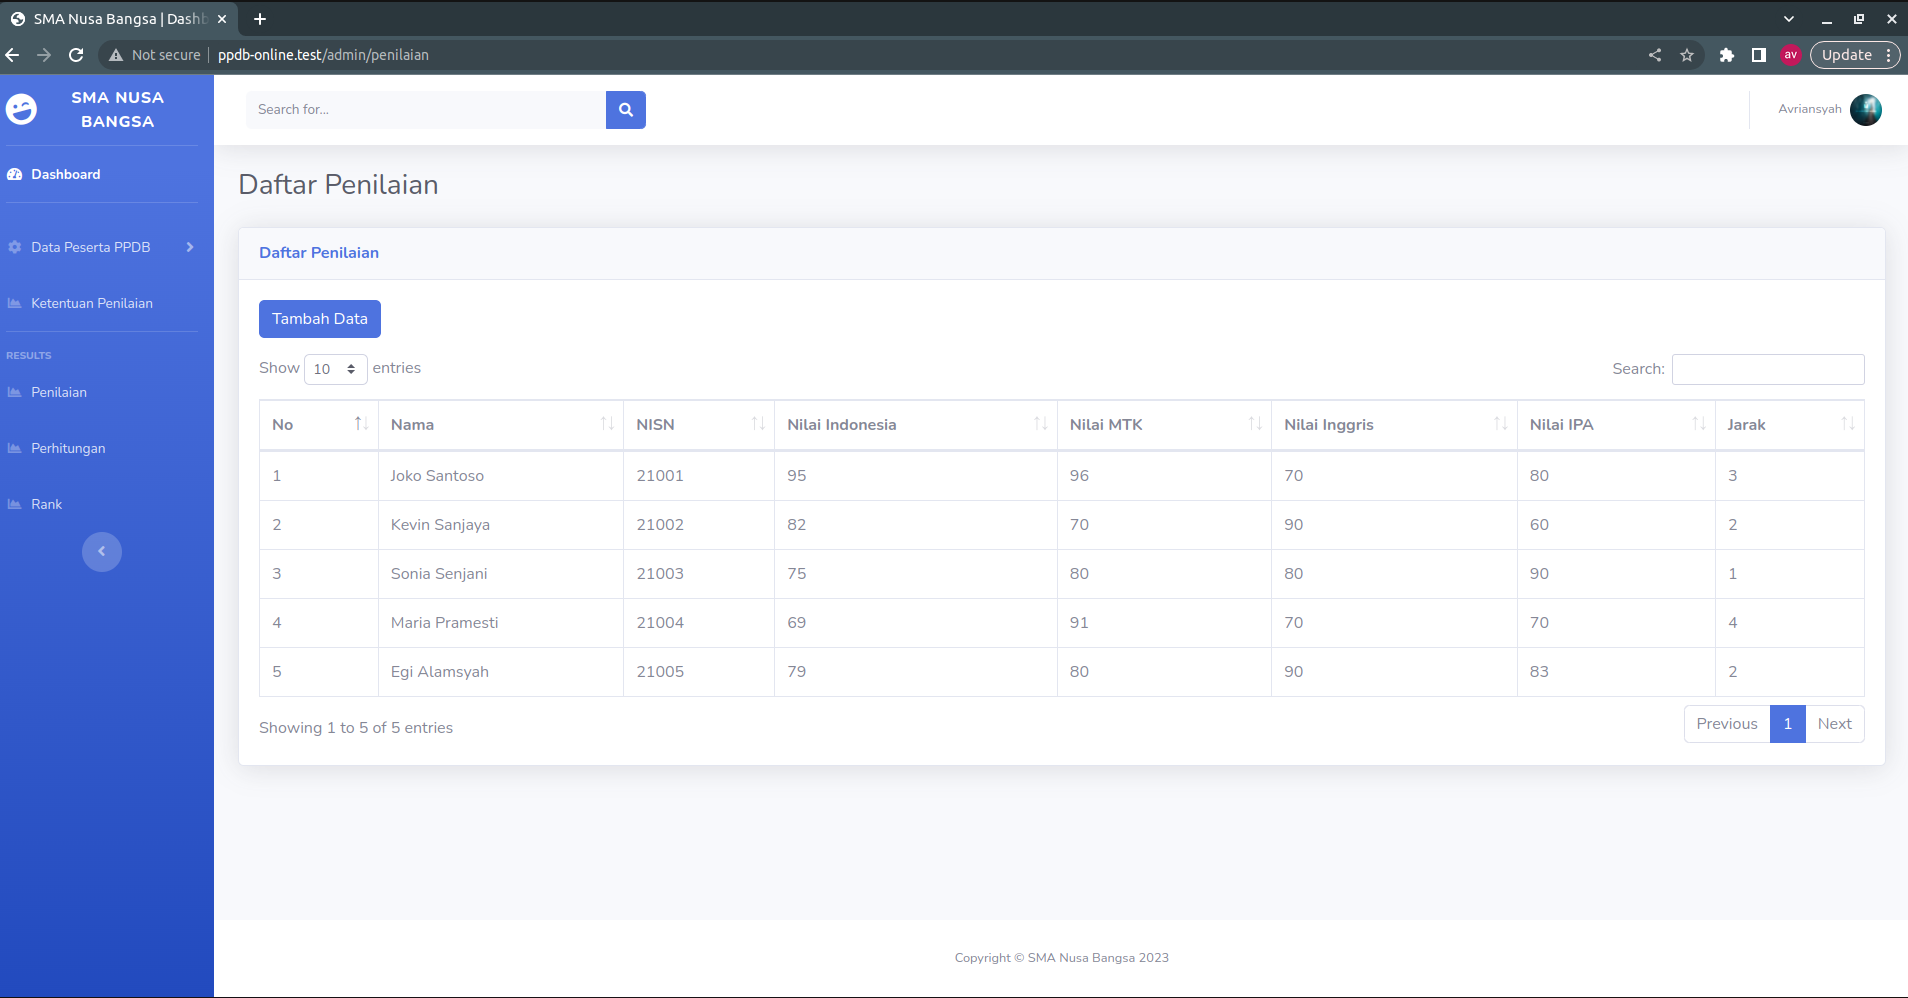 SMA Nusa Bangsa | Dashb
Not secure
ppdb-online.test/admin/penilaian
av
Update
SMA NUSA
BANGSA
Dashboard
Data Peserta PPDB
Ketentuan Penilaian
RESULTS
Penilaian
Perhitungan
Rank
Search for...
Avriansyah
Daftar Penilaian
Daftar Penilaian
Tambah Data
Show 10 entries
Search:
No Nama NISN Nilai Indonesia Nilai MTK Nilai Inggris Nilai IPA Jarak
1 Joko Santoso 21001 95 96 70 80 3
2 Kevin Sanjaya 21002 82 70 90 60 2
3 Sonia Senjani 21003 75 80 80 90 1
4 Maria Pramesti 21004 69 91 70 70 4
5 Egi Alamsyah 21005 79 80 90 83 2
Showing 1 to 5 of 5 entries
Previous 1 Next
Copyright © SMA Nusa Bangsa 2023